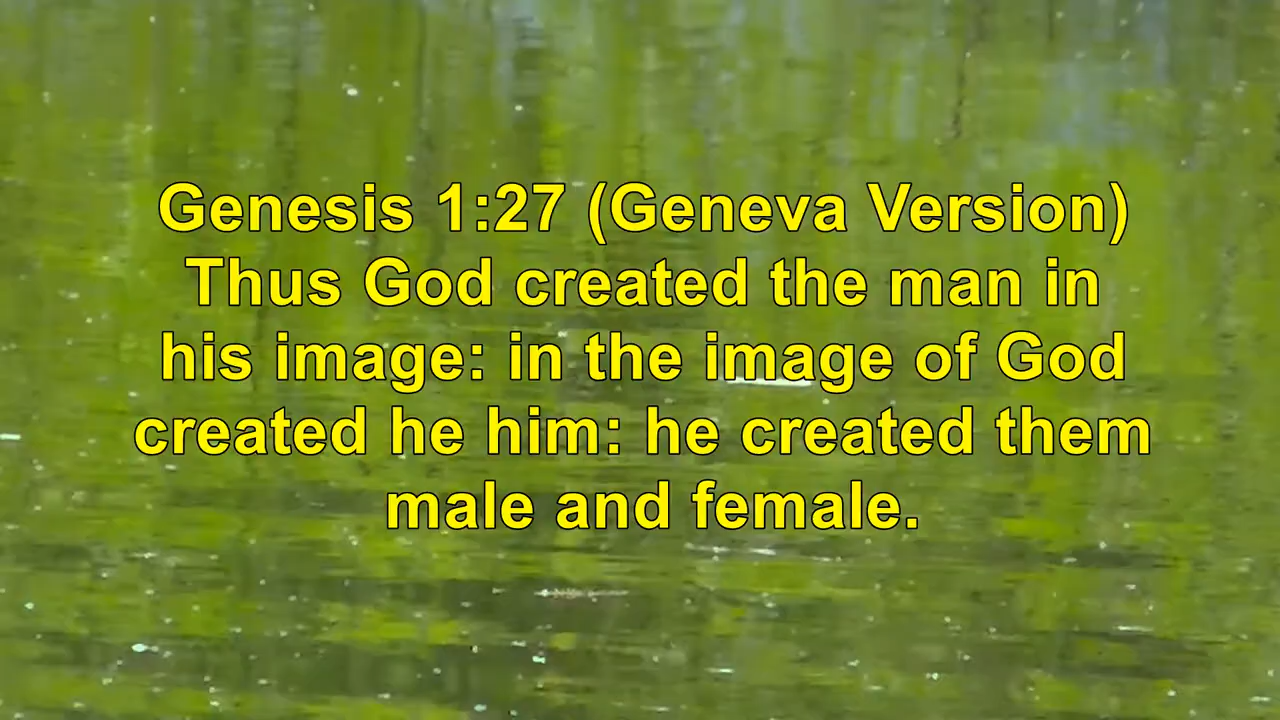 Genesis 1:27 (Geneva Version)
Thus God created the man in
his image: in the image of God
created he him: he created them
male and female.